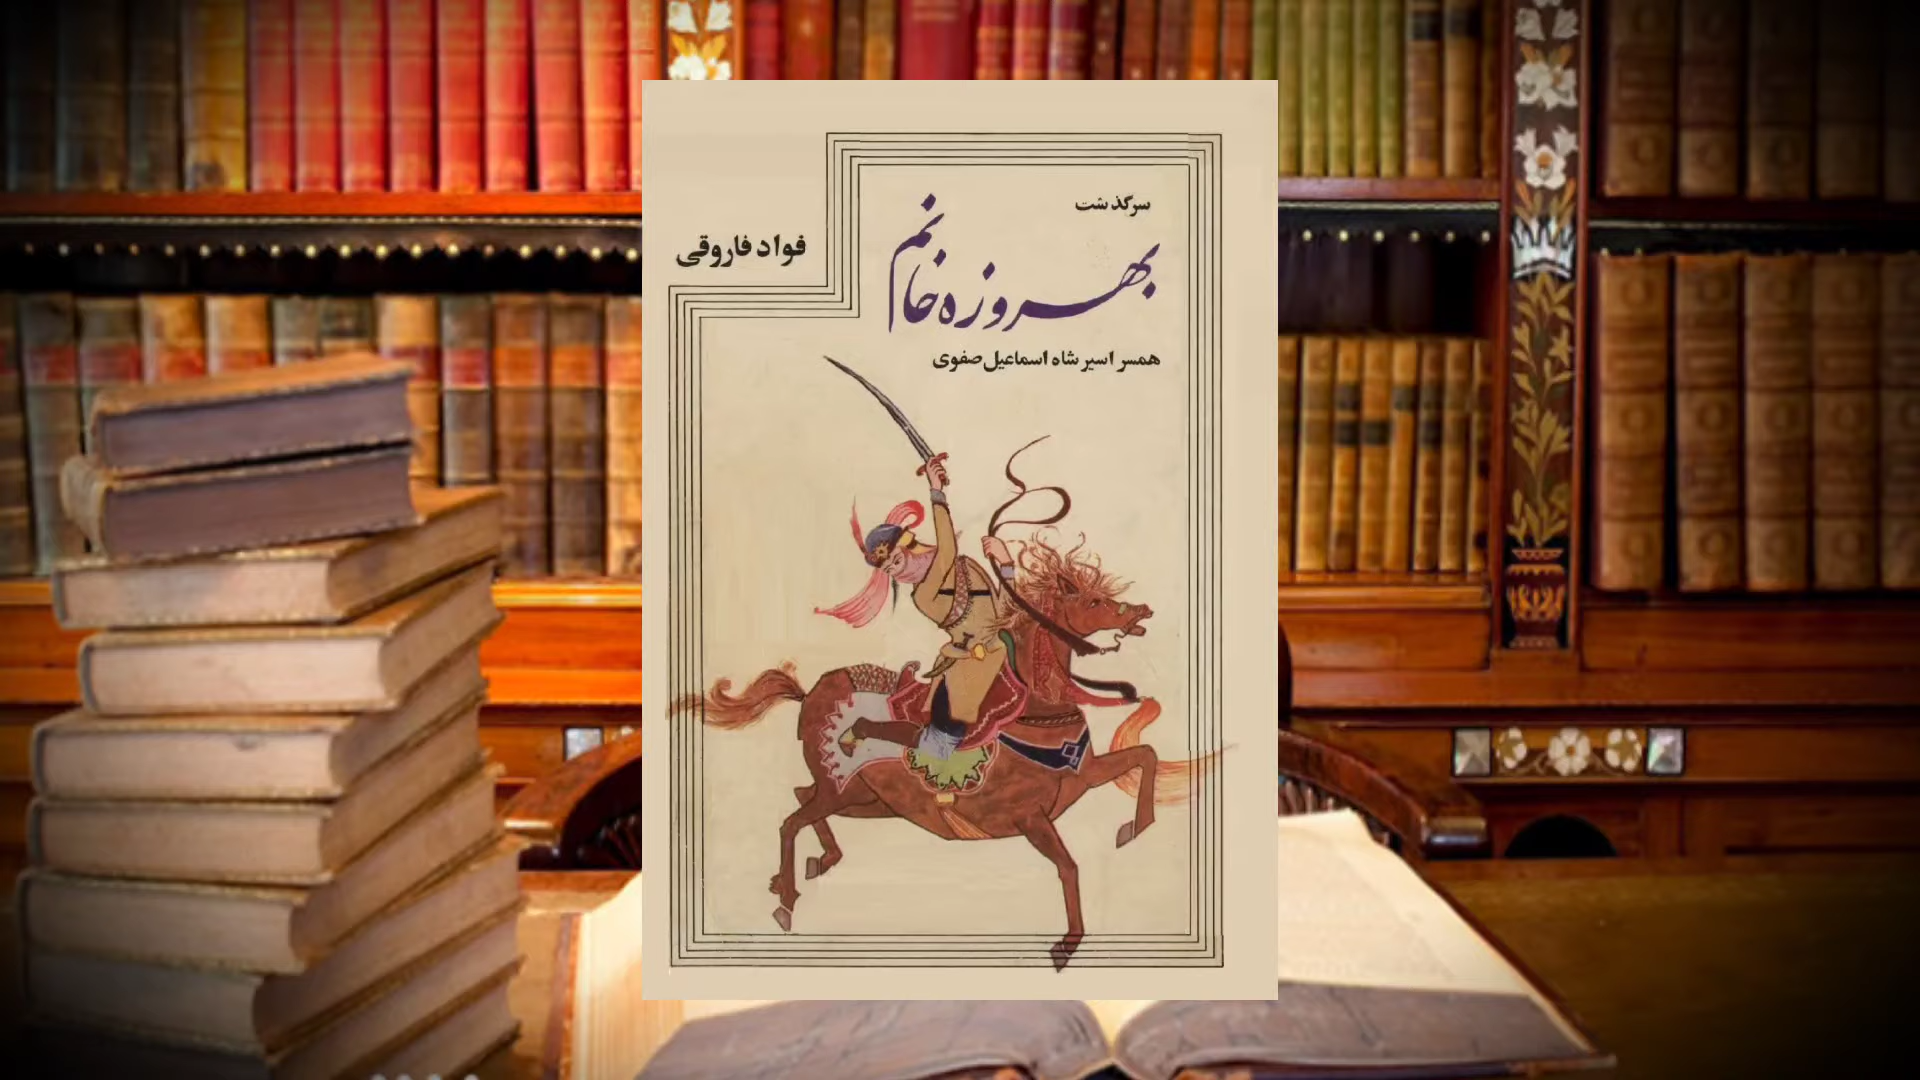 سرگذشت
بهروزه خانم
همسر اسیر شاه اسماعیل صفوی
فواد فاروقی